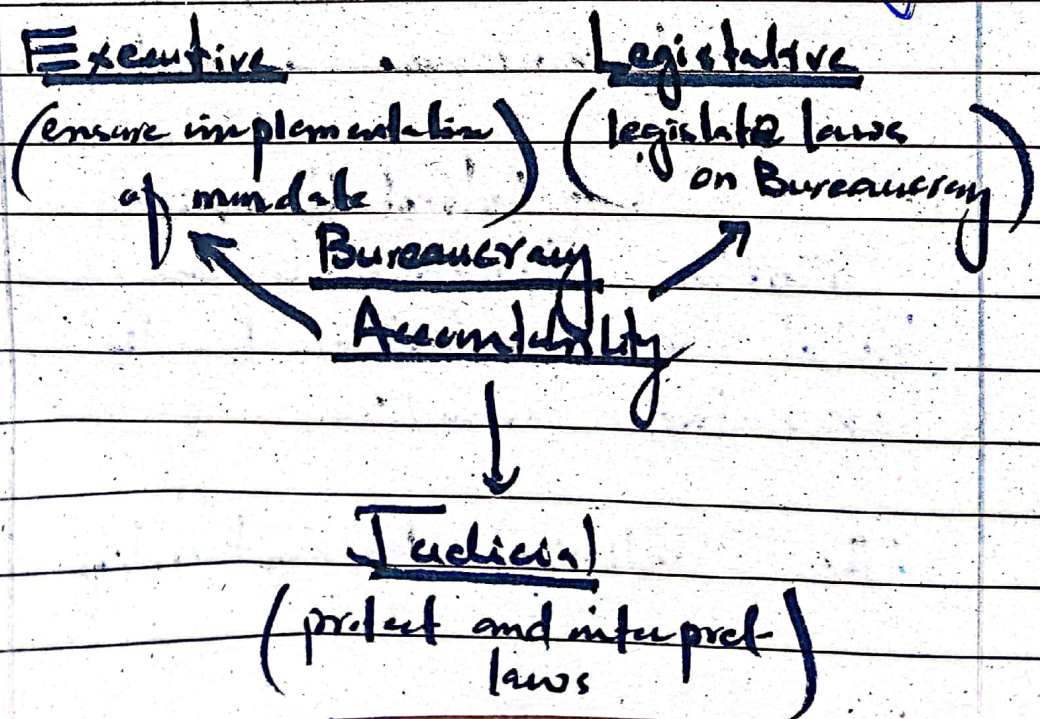 Executive
(ensure implementation
of mandate)
Legislative
(legislate laws
on Bureaucracy)
Bureaucracy
Accountability
Judicial
(protect and interpret
laws)